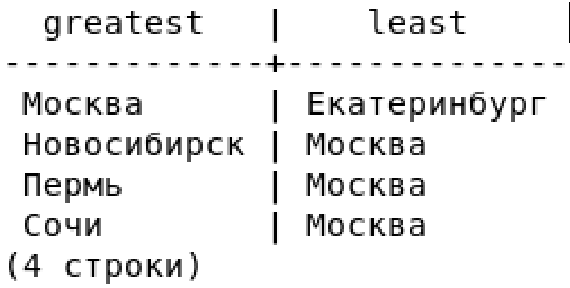 greatest | least |
-------------+--------------
Москва | Екатеринбург
Новосибирск | Москва
Пермь | Москва
Сочи | Москва
(4 строки)